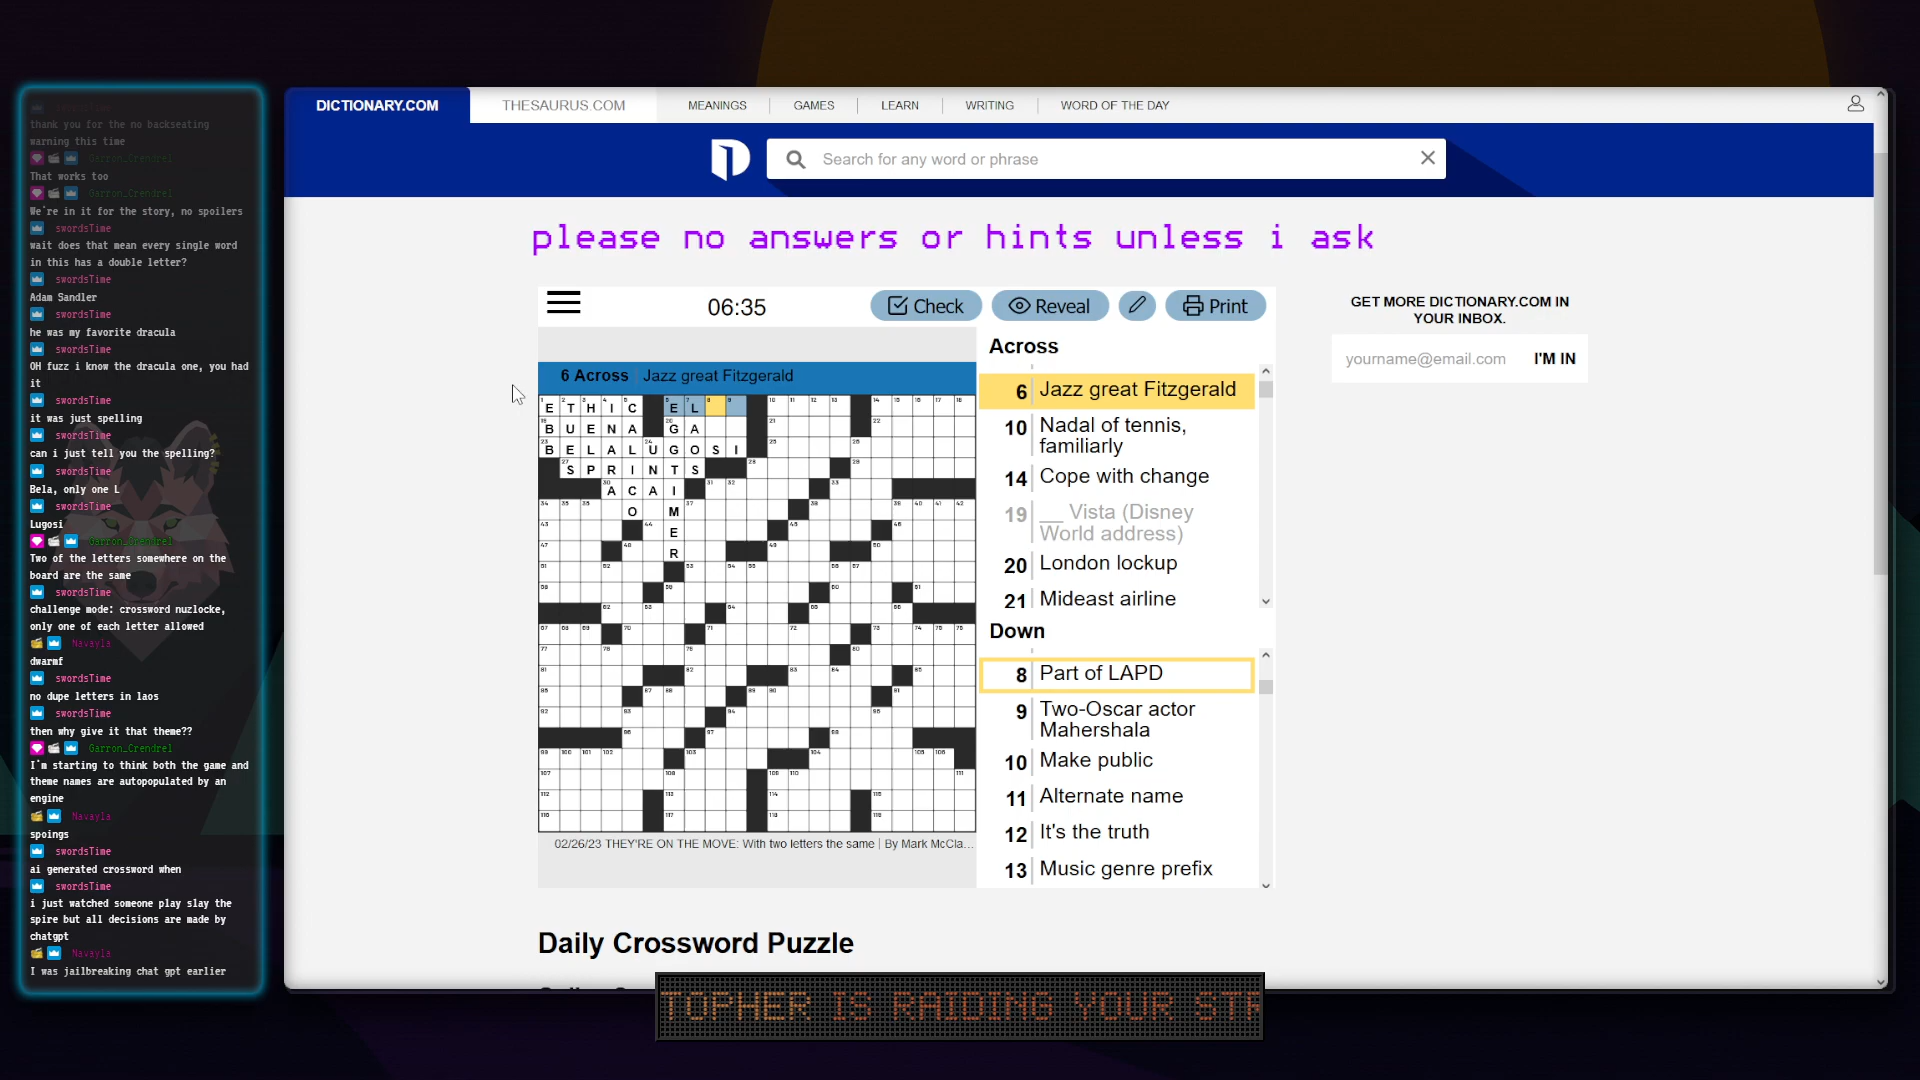 DICTIONARY.COM
THESAURUS.COM
MEANINGS
GAMES
LEARN
WRITING
WORD OF THE DAY
Search for any word or phrase
please no answers or hints unless i ask
thank you for the no backseating
warning this time
Garron_Crendrel
That works too
Garron_Crendrel
We're in it for the story, no spoilers
swordsTime
wait does that mean every single word
in this has a double letter?
swordsTime
Adam Sandler
swordsTime
he was my favorite dracula
swordsTime
OH fuzz i know the dracula one, you had
it
swordsTime
it was just spelling
swordsTime
can i just tell you the spelling?
swordsTime
Bela, only one L
swordsTime
Lugosi
Garron_Crendrel
Two of the letters somewhere on the
board are the same
swordsTime
challenge mode: crossword nuzlocke,
only one of each letter allowed
Navayla
dwarmf
swordsTime
no dupe letters in laos
swordsTime
then why give it that theme??
Garron_Crendrel
I'm starting to think both the game and
theme names are autopopulated by an
engine
Navayla
spoings
swordsTime
ai generated crossword when
swordsTime
i just watched someone play slay the
spire but all decisions are made by
chatgpt
Navayla
I was jailbreaking chat gpt earlier
06:35
Check
Reveal
Print
6 Across
Jazz great Fitzgerald
E T H I C E L
B U E N A G A
B E L A L U G O S I
S P R I N T S
A C A I
O M
E
R
02/26/23 THEY'RE ON THE MOVE: With two letters the same | By Mark McCla...
Across
6 Jazz great Fitzgerald
10 Nadal of tennis,
familiarly
14 Cope with change
19 __ Vista (Disney
World address)
20 London lockup
21 Mideast airline
Down
8 Part of LAPD
9 Two-Oscar actor
Mahershala
10 Make public
11 Alternate name
12 It's the truth
13 Music genre prefix
GET MORE DICTIONARY.COM IN
YOUR INBOX.
yourname@email.com
I'M IN
Daily Crossword Puzzle
TOPHER IS RAIDING YOUR STR